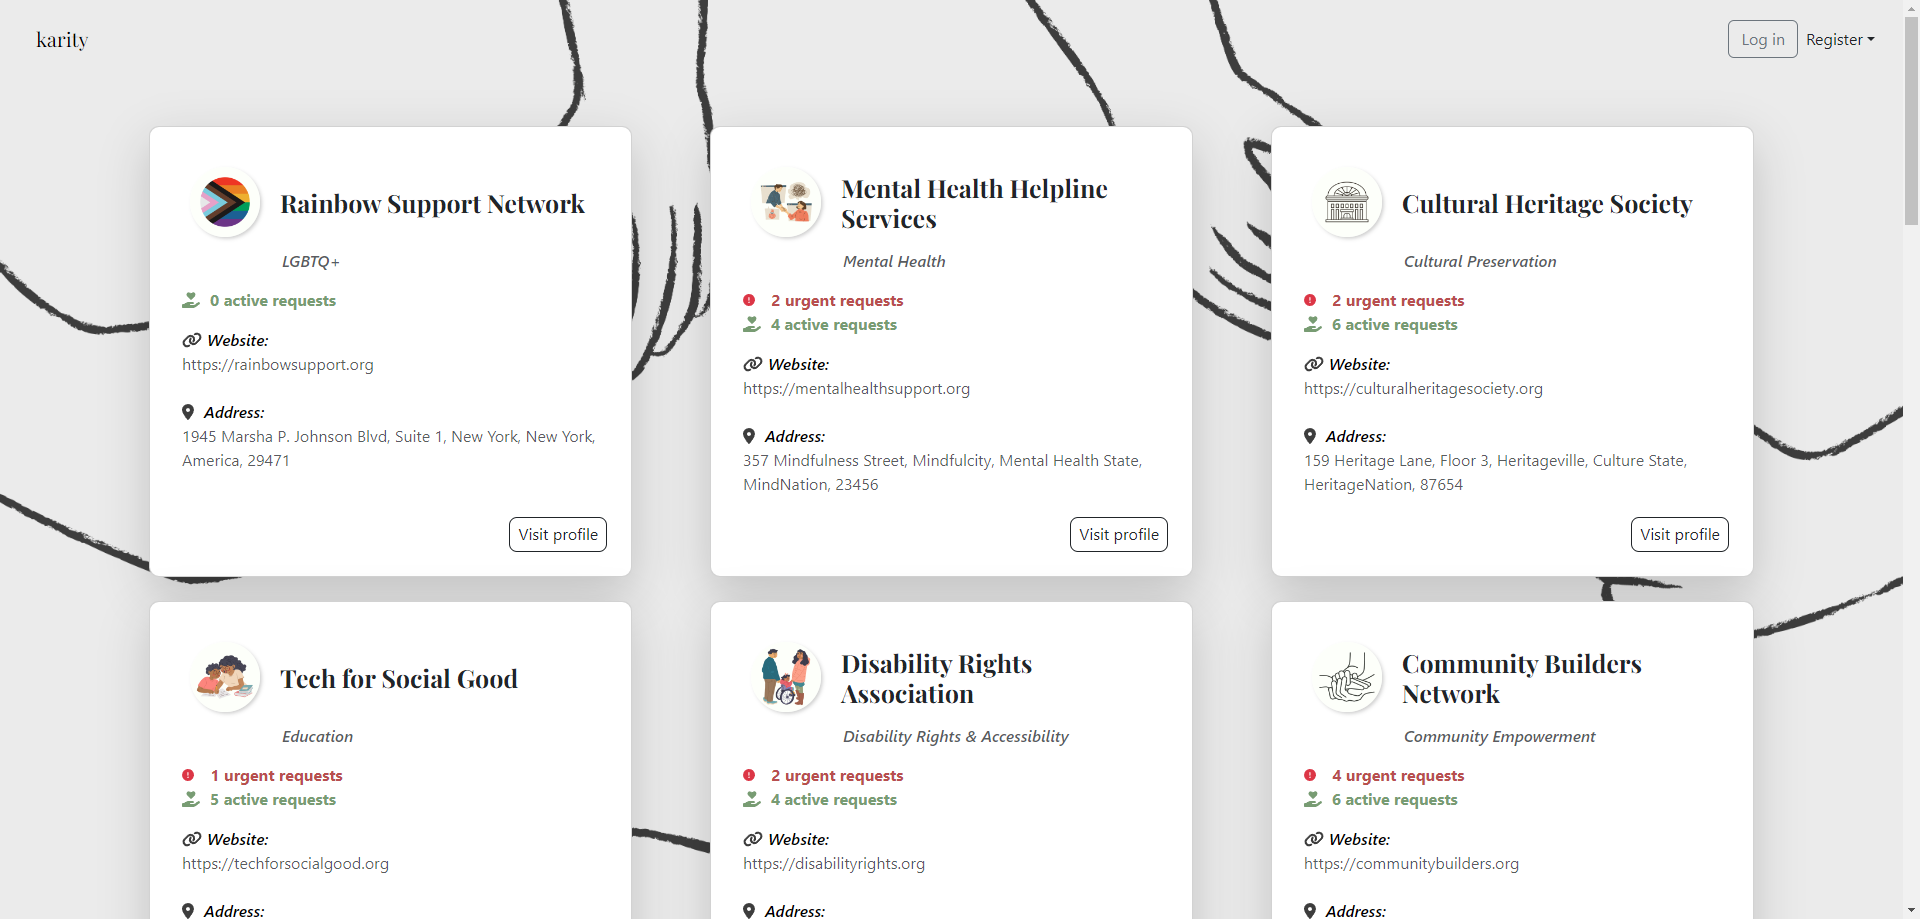 karity
Log in
Register
Rainbow Support Network
LGBTQ+
0 active requests
Website:
https://rainbowsupport.org
Address:
1945 Marsha P. Johnson Blvd, Suite 1, New York, New York,
America, 29471
Visit profile
Mental Health Helpline
Services
Mental Health
2 urgent requests
4 active requests
Website:
https://mentalhealthsupport.org
Address:
357 Mindfulness Street, Mindfulcity, Mental Health State,
MindNation, 23456
Visit profile
Cultural Heritage Society
Cultural Preservation
2 urgent requests
6 active requests
Website:
https://culturalheritagesociety.org
Address:
159 Heritage Lane, Floor 3, Heritageville, Culture State,
HeritageNation, 87654
Visit profile
Tech for Social Good
Education
1 urgent requests
5 active requests
Website:
https://techforsocialgood.org
Address:
Disability Rights
Association
Disability Rights & Accessibility
2 urgent requests
4 active requests
Website:
https://disabilityrights.org
Address:
Community Builders
Network
Community Empowerment
4 urgent requests
6 active requests
Website:
https://communitybuilders.org
Address: